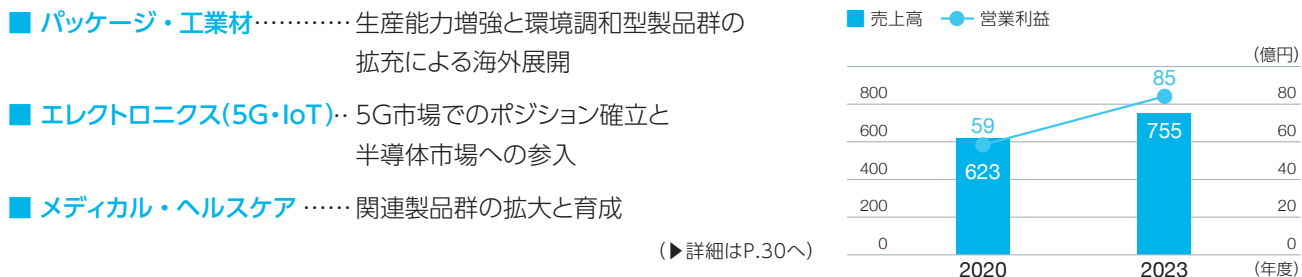 ■ パッケージ・工業材………… 生産能力増強と環境調和型製品群の
拡充による海外展開
■ エレクトロニクス(5G・IoT)‥ 5G市場でのポジション確立と
半導体市場への参入
■ メディカル・ヘルスケア …… 関連製品群の拡大と育成
(▶詳細はP.30へ)
■ 売上高 ● 営業利益
(億円)
85
800 80
59 755
600 60
623
400 40
200 20
0 0
2020 2023 (年度)